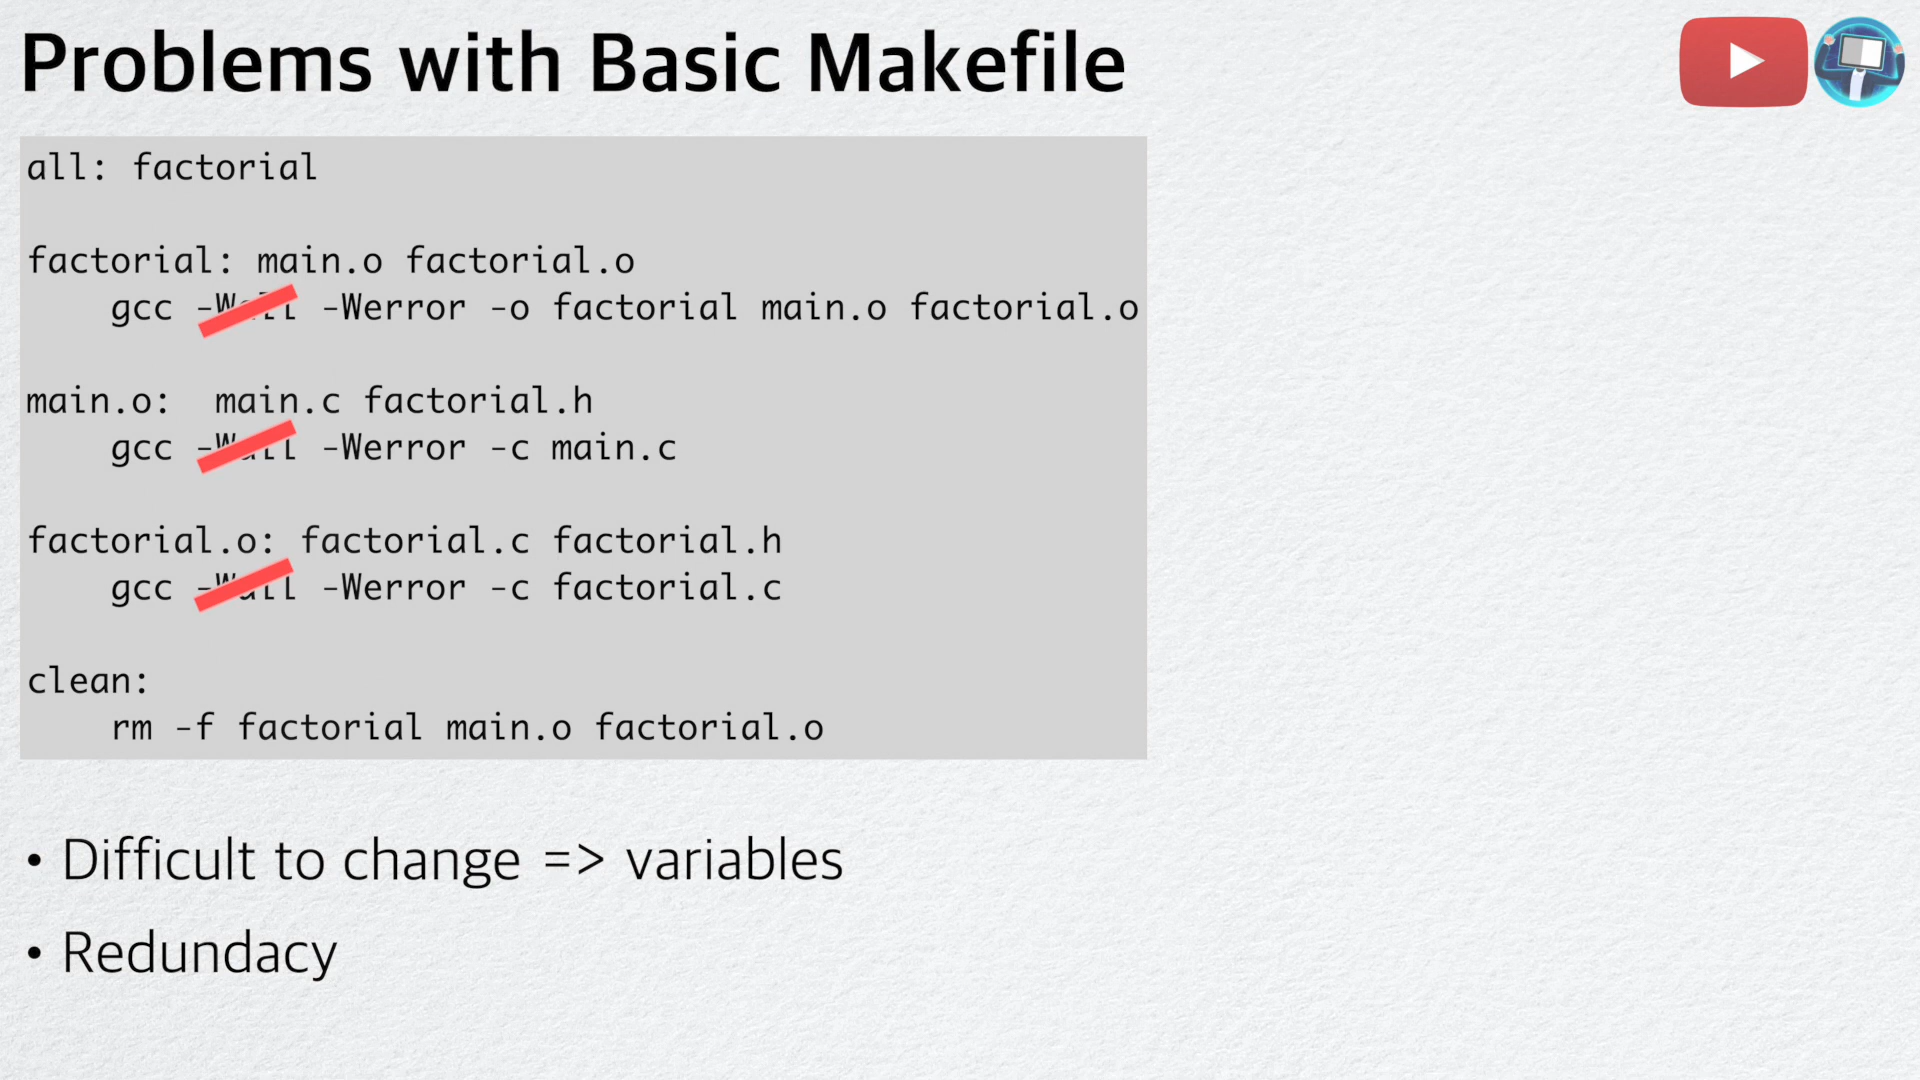 Problems with Basic Makefile
all: factorial
factorial: main.o factorial.o
gcc -Wall -Werror -o factorial main.o factorial.o
main.o:  main.c factorial.h
gcc -Wall -Werror -c main.c
factorial.o: factorial.c factorial.h
gcc -Wall -Werror -c factorial.c
clean:
rm -f factorial main.o factorial.o
• Difficult to change => variables
• Redundacy